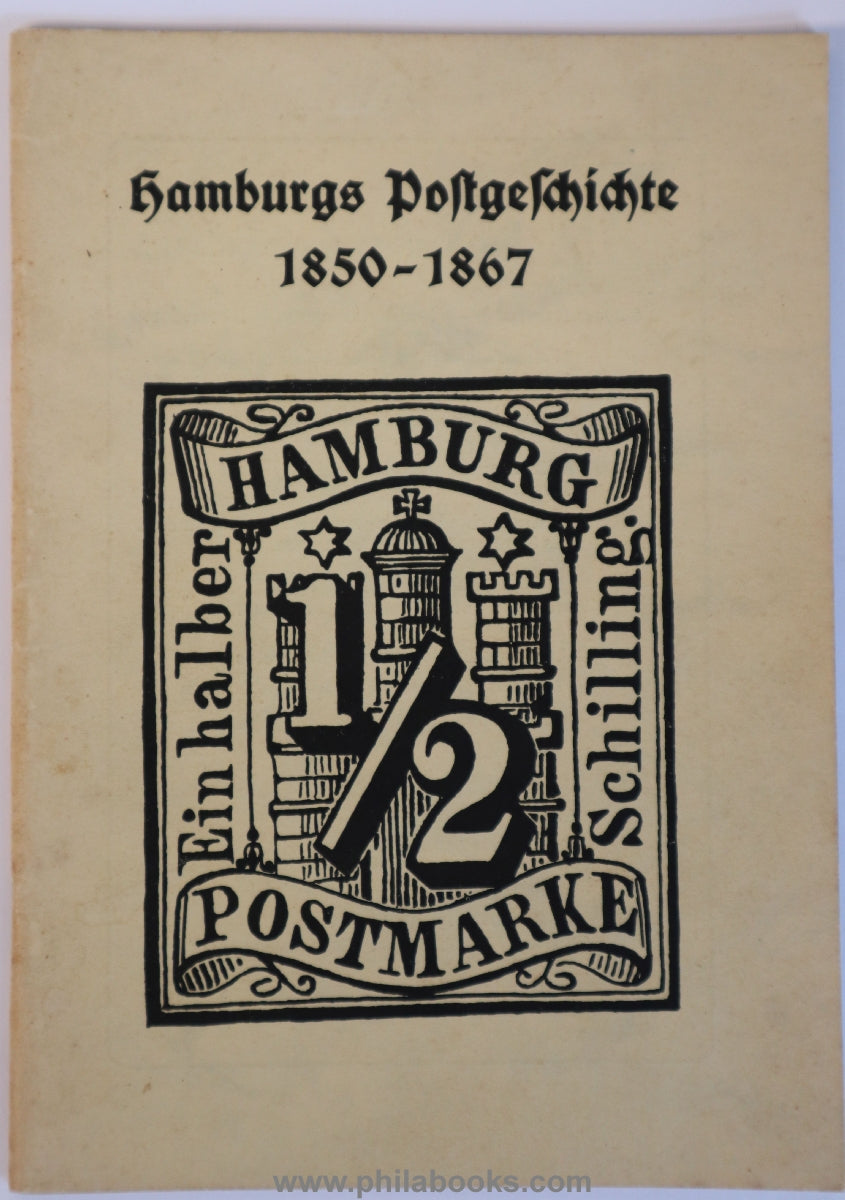 Hamburgs Postgeschichte
1850-1867
HAMBURG
Ein halber
Schilling.
1/2
POSTMARKE
www.philabooks.com